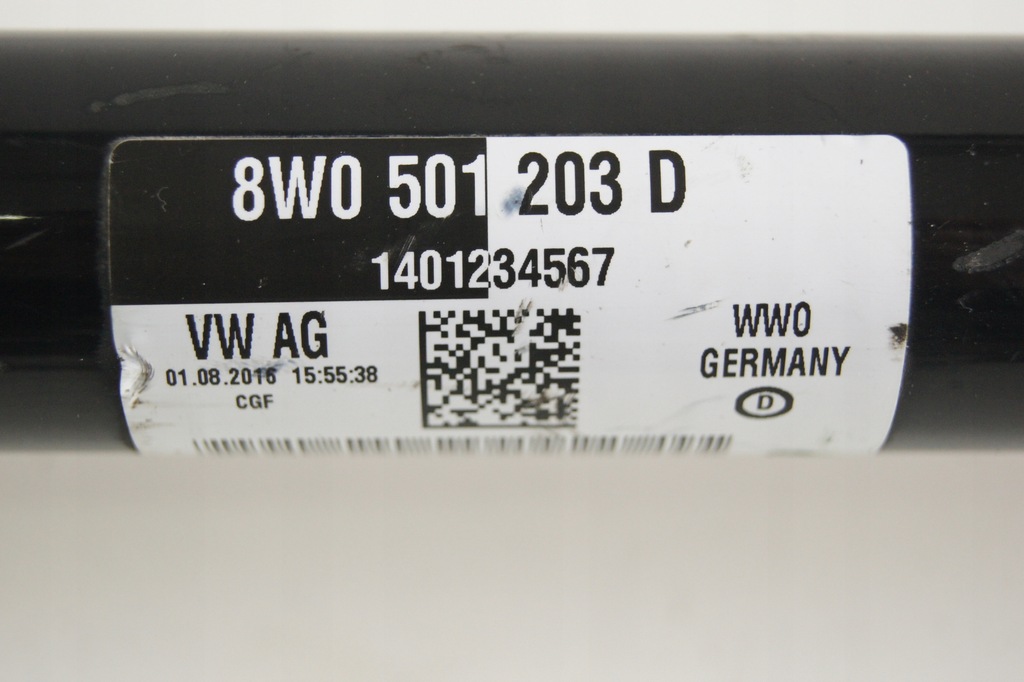 8W0 501 203 D
1401234567
VW AG
01.08.2016 15:55:38
CGF
WWO
GERMANY
D